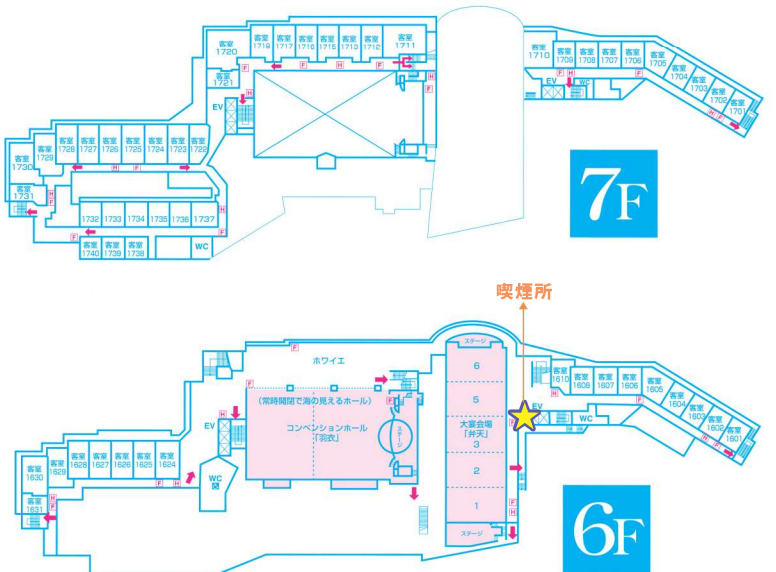 客室
1720
客室
1718
客室
1717
客室
1716
客室
1715
客室
1713
客室
1712
客室
1711
客室
1721
EV
客室
1710
客室
1709
客室
1708
客室
1707
客室
1706
客室
1705
客室
1704
客室
1703
客室
1702
客室
1701
EV
WC
客室
1730
客室
1729
客室
1728
客室
1727
客室
1726
客室
1725
客室
1724
客室
1723
客室
1722
客室
1731
1732
1733
1734
1735
1736
1737
客室
1740
客室
1739
客室
1738
WC
7F
喫煙所
ホワイエ
(常時開閉で海の見えるホール)
コンベンションホール
「羽衣」
ステージ
EV
WC
ステージ
6
5
大宴会場
「弁天」
3
2
1
ステージ
EV
WC
客室
1610
客室
1608
客室
1607
客室
1606
客室
1605
客室
1604
客室
1603
客室
1602
客室
1601
客室
1630
客室
1629
客室
1628
客室
1627
客室
1626
客室
1625
客室
1624
客室
1631
6F